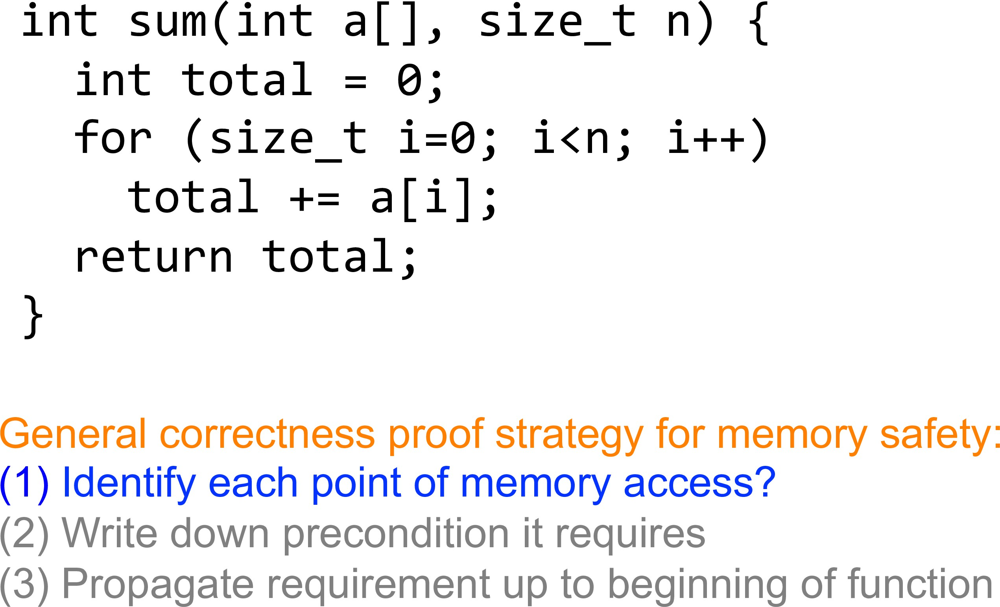 int sum(int a[], size_t n) {
int total = 0;
for (size_t i=0; i<n; i++)
total += a[i];
return total;
}
General correctness proof strategy for memory safety:
(1) Identify each point of memory access?
(2) Write down precondition it requires
(3) Propagate requirement up to beginning of function